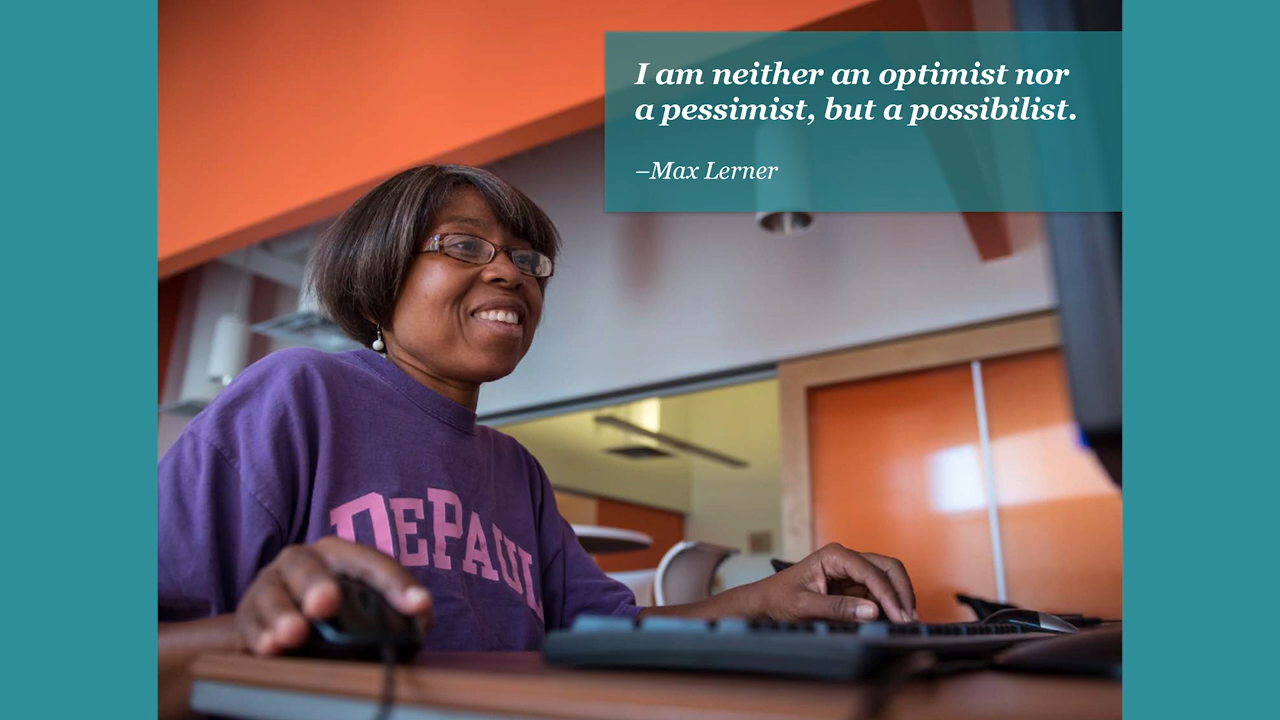 I am neither an optimist nor
a pessimist, but a possibilist.
–Max Lerner
DEPAUL